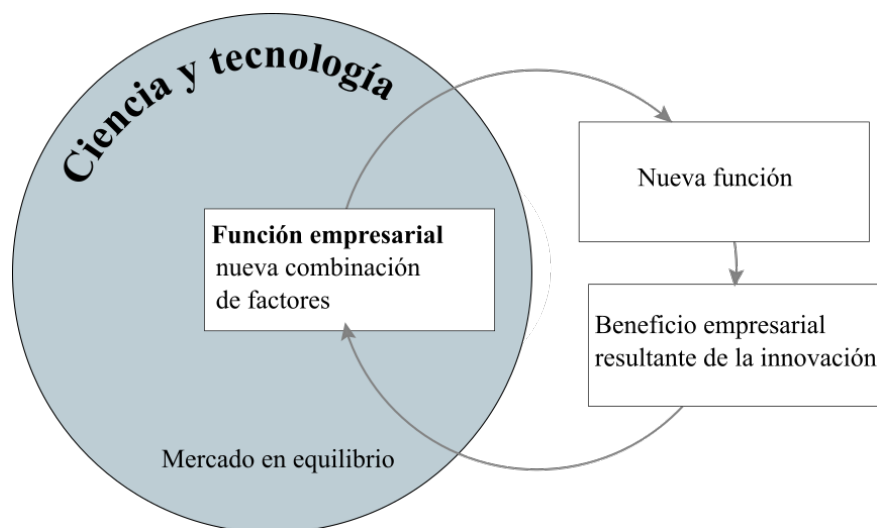 Ciencia y tecnología
Nueva función
Función empresarial
nueva combinación
de factores
Beneficio empresarial
resultante de la innovación
Mercado en equilibrio